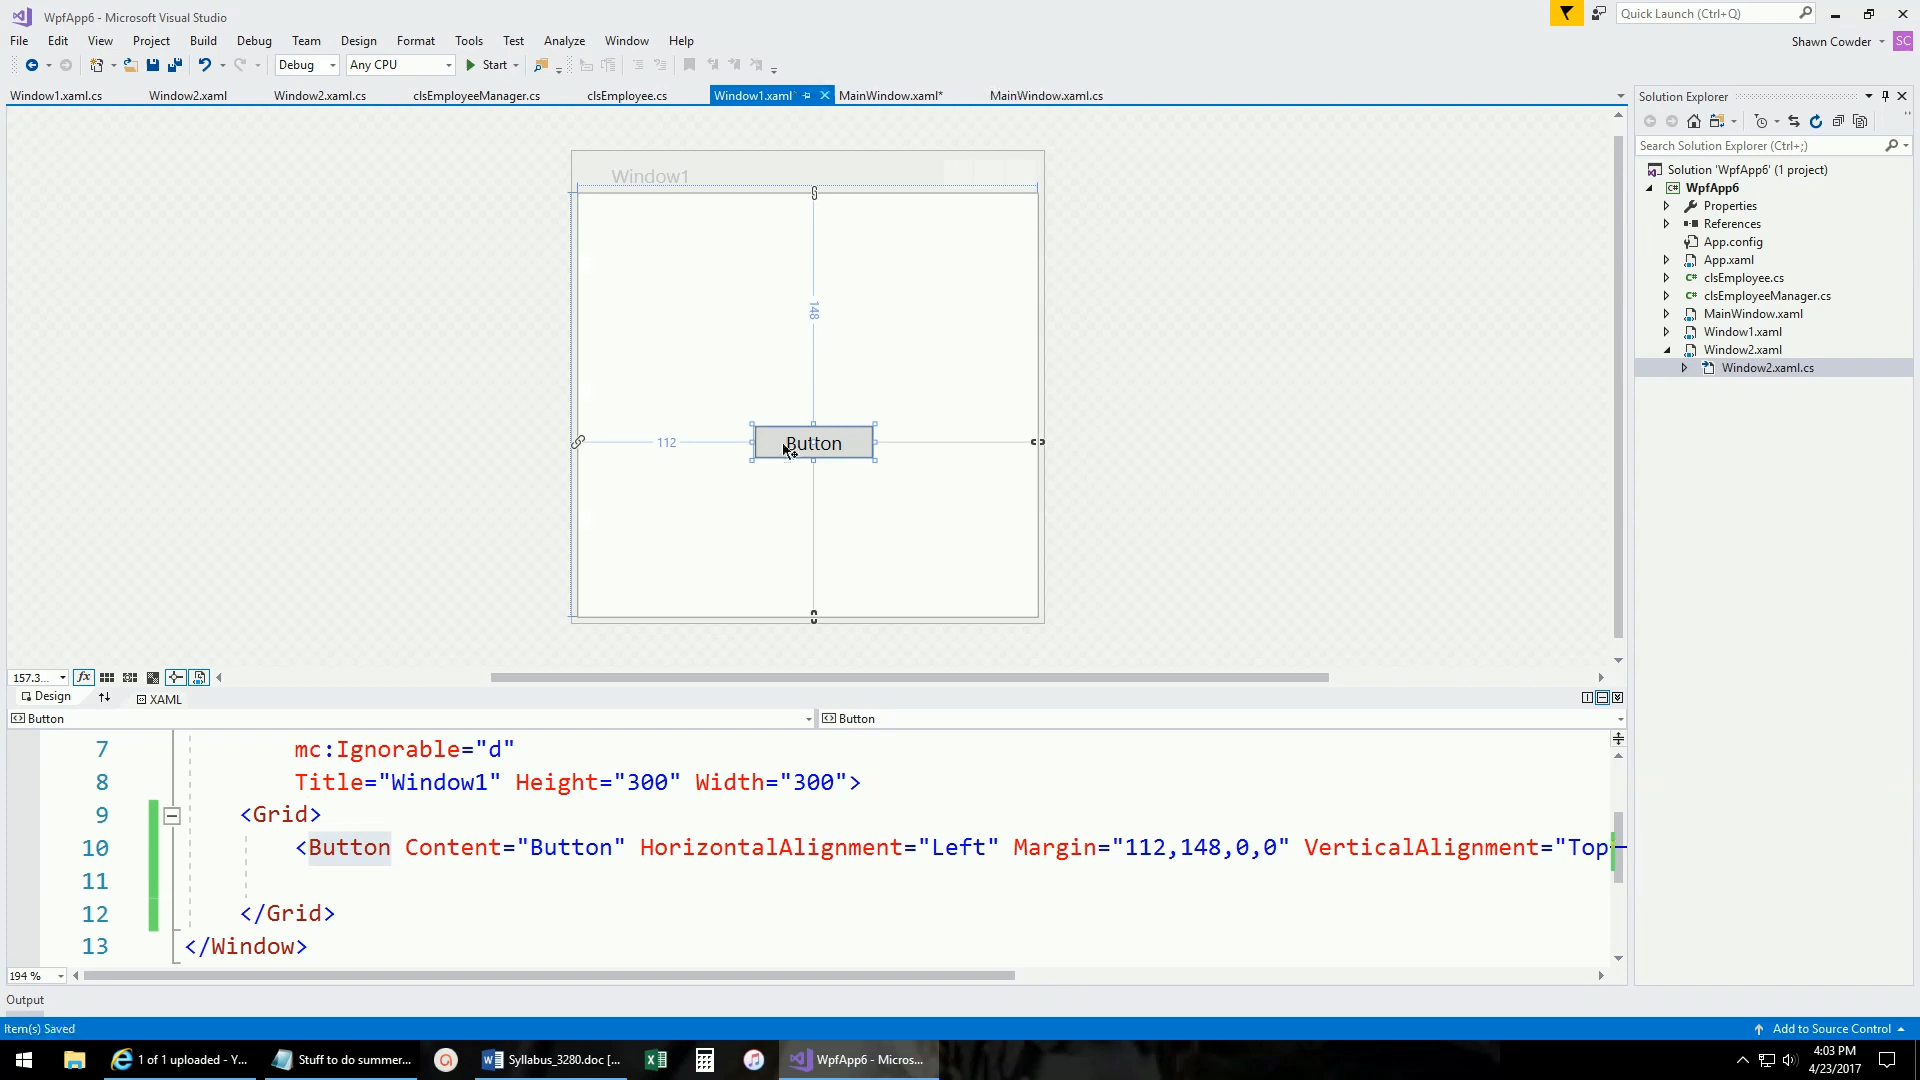 WpfApp6 - Microsoft Visual Studio
Quick Launch (Ctrl+Q)
File Edit View Project Build Debug Team Format Design Format Tools Test Analyze Window Help
Shawn Cowder SC
Debug Any CPU Start
Window1.xaml.cs Window2.xaml Window2.xaml.cs clsEmployeeManager.cs clsEmployee.cs Window1.xaml* MainWindow.xaml* MainWindow.xaml.cs
Solution Explorer
Search Solution Explorer (Ctrl+;)
Solution 'WpfApp6' (1 project)
WpfApp6
Properties
References
App.config
App.xaml
clsEmployee.cs
clsEmployeeManager.cs
MainWindow.xaml
Window1.xaml
Window2.xaml
Window2.xaml.cs
Window1
148
112
Button
157.3...
Design XAML
Button Button
7 mc:Ignorable="d"
8 Title="Window1" Height="300" Width="300">
9 <Grid>
10 <Button Content="Button" HorizontalAlignment="Left" Margin="112,148,0,0" VerticalAlignment="Top
11
12 </Grid>
13 </Window>
194 %
Output
Item(s) Saved
Add to Source Control
1 of 1 uploaded - Y... Stuff to do summer... Syllabus_3280.doc [... WpfApp6 - Micros...
4:03 PM
4/23/2017